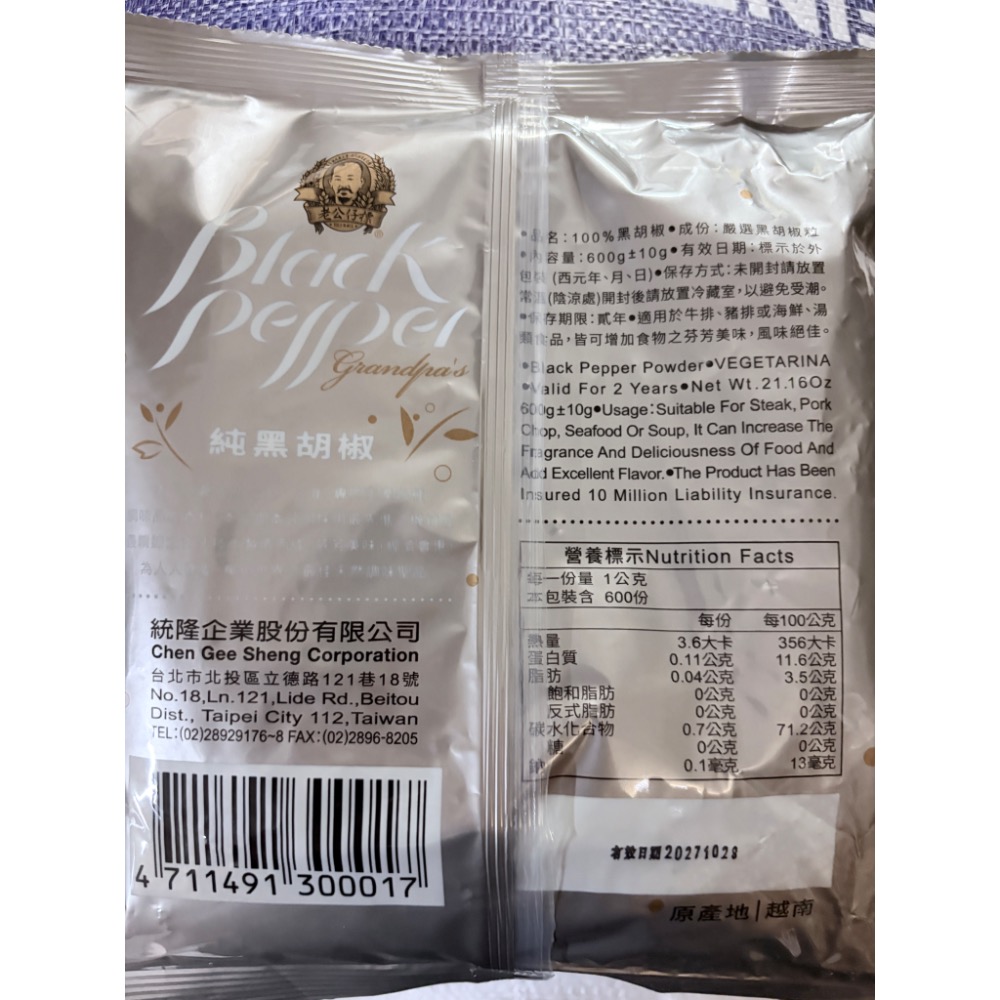 老公仔標
Black
Pepper
Grandpa's
純黑胡椒
統隆企業股份有限公司
Chen Gee Sheng Corporation
台北市北投區立德路121巷18號
No.18,Ln.121,Lide Rd.,Beitou
Dist., Taipei City 112,Taiwan
TEL:(02)28929176~8 FAX:(02)2896-8205
4 711491 300017
•品名:100%黑胡椒•成份:嚴選黑胡椒粒
•內容量:600g±10g•有效日期:標示於外
包裝(西元年、月、日)•保存方式:未開封請放置
常溫(陰涼處)開封後請放置冷藏室,以避免受潮。
•保存期限:貳年•適用於牛排、豬排或海鮮、湯
類食品,皆可增加食物之芬芳美味,風味絕佳。
•Black Pepper Powder•VEGETARINA
•Valid For 2 Years•Net Wt.21.16Oz
600g±10g•Usage:Suitable For Steak, Pork
Chop, Seafood Or Soup, It Can Increase The
Fragrance And Deliciousness Of Food And
Add Excellent Flavor.•The Product Has Been
Insured 10 Million Liability Insurance.
營養標示Nutrition Facts
每一份量 1公克
本包裝含 600份
每份 每100公克
熱量 3.6大卡 356大卡
蛋白質 0.11公克 11.6公克
脂肪 0.04公克 3.5公克
飽和脂肪 0公克 0公克
反式脂肪 0公克 0公克
碳水化合物 0.7公克 71.2公克
糖 0公克 0公克
鈉 0.1毫克 13毫克
有效日期20271028
原產地|越南